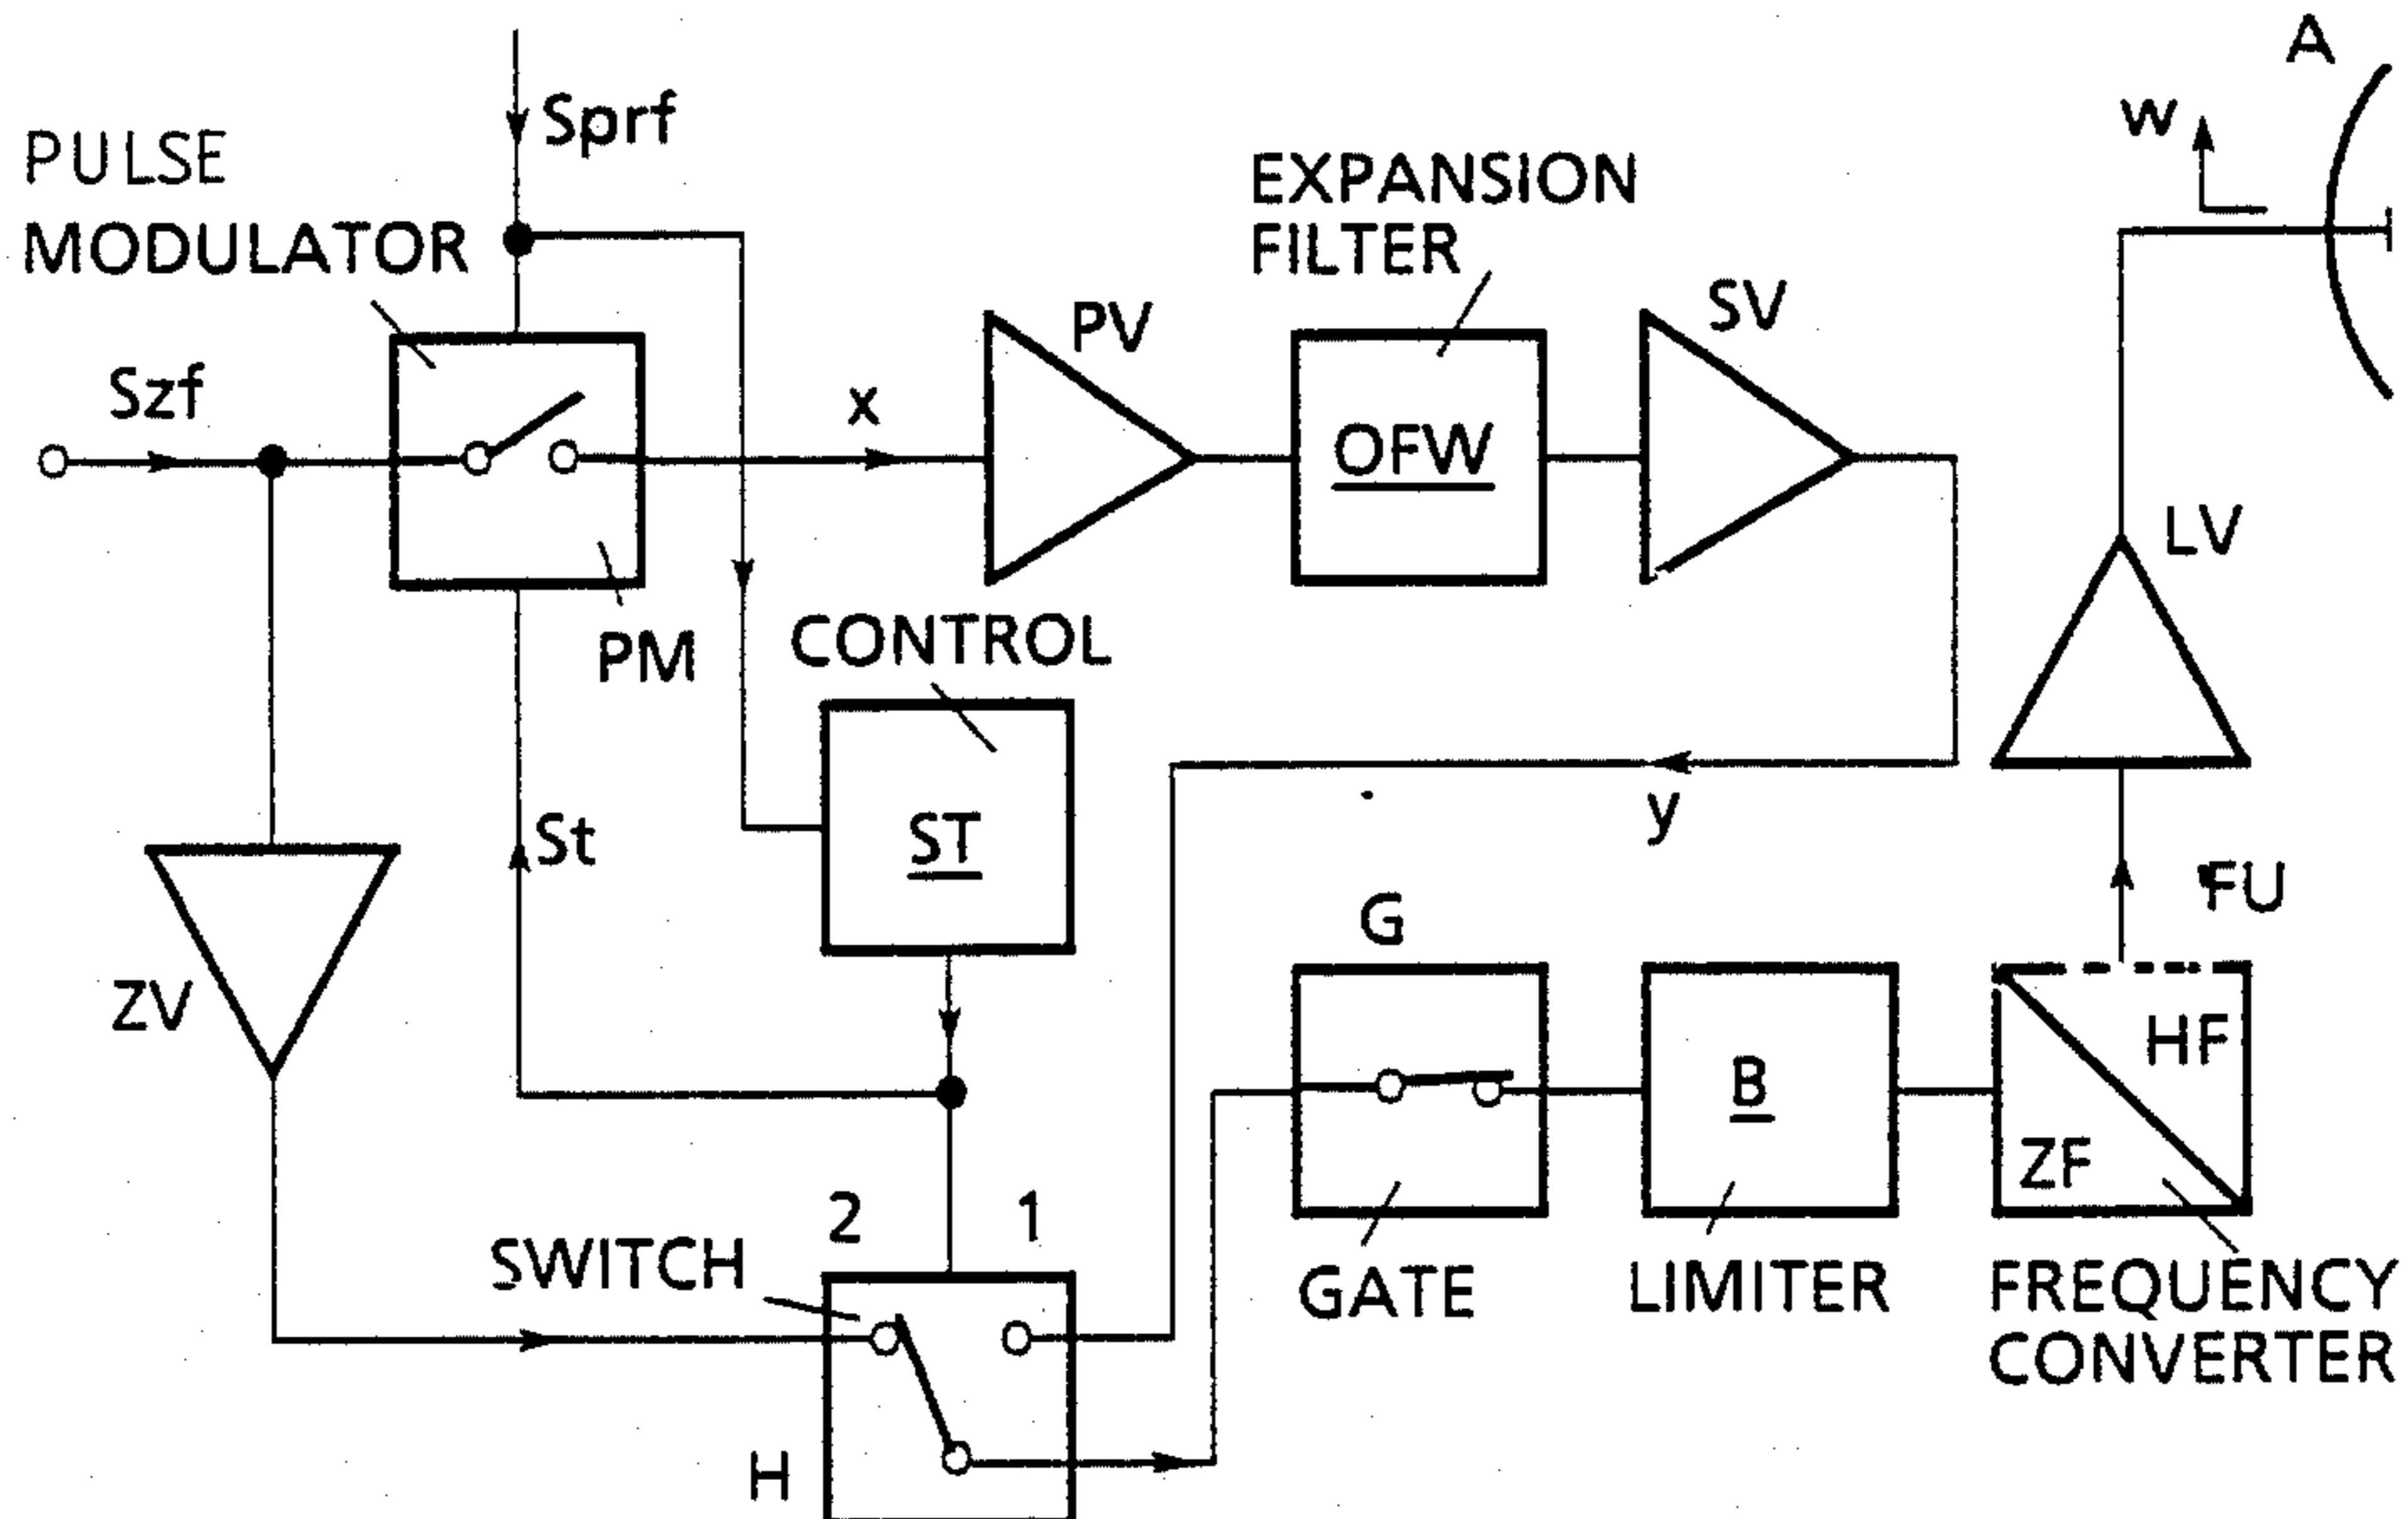 A
w
Sprf
PULSE
MODULATOR
EXPANSION
FILTER
SV
PV
Szf
x
OFW
LV
PM
CONTROL
y
St
ST
FU
G
ZV
HF
B
ZF
2
1
SWITCH
GATE
LIMITER
FREQUENCY
CONVERTER
H